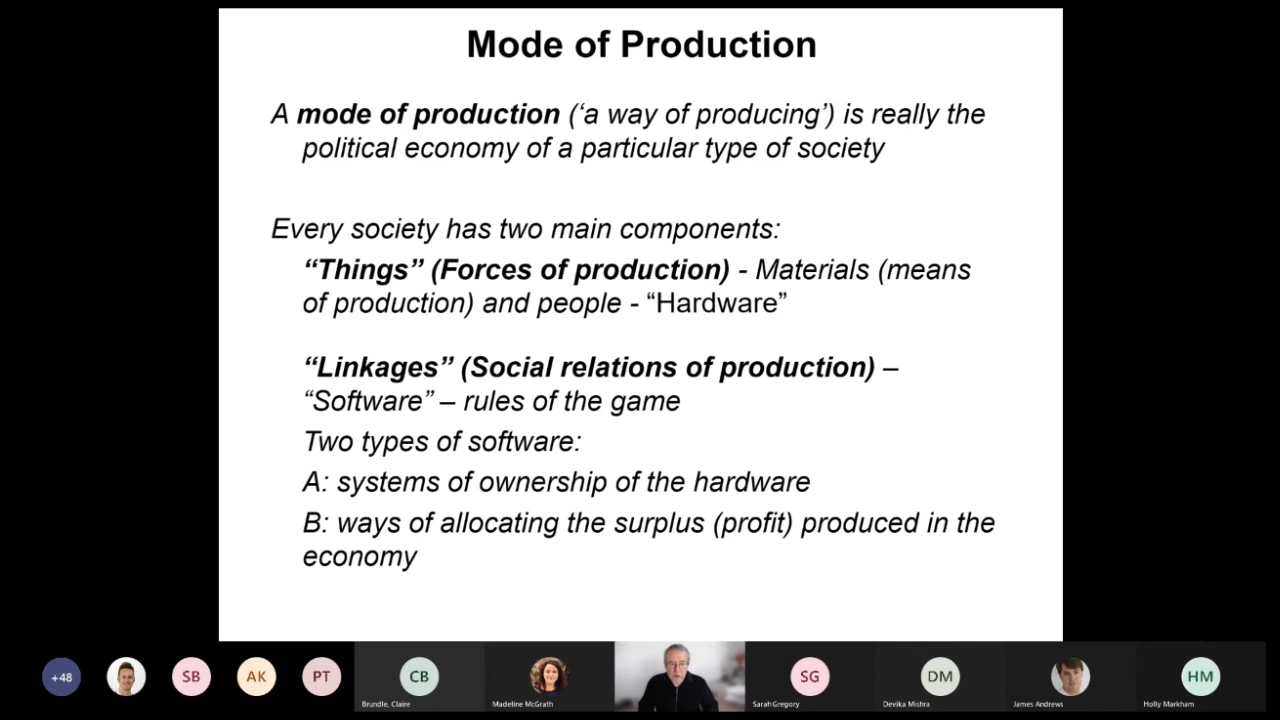 Mode of Production
A mode of production (‘a way of producing’) is really the
political economy of a particular type of society
Every society has two main components:
“Things” (Forces of production) - Materials (means
of production) and people - “Hardware”
“Linkages” (Social relations of production) –
“Software” – rules of the game
Two types of software:
A: systems of ownership of the hardware
B: ways of allocating the surplus (profit) produced in the
economy
+48
SB
AK
PT
CB
Brundle, Claire
Madeline McGrath
SG
Sarah Gregory
DM
Devika Mishra
James Andrews
HM
Holly Markham